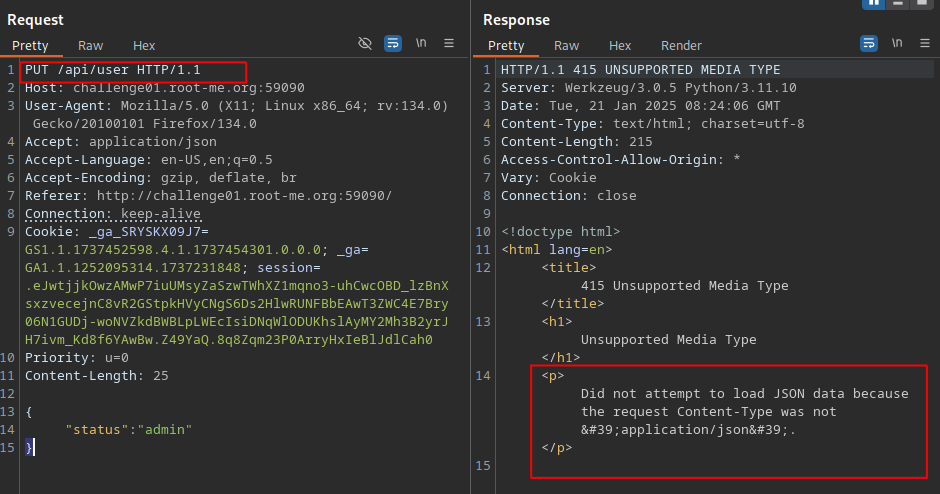 Request
Pretty Raw Hex \n
1 PUT /api/user HTTP/1.1
2 Host: challenge01.root-me.org:59090
3 User-Agent: Mozilla/5.0 (X11; Linux x86_64; rv:134.0)
Gecko/20100101 Firefox/134.0
4 Accept: application/json
5 Accept-Language: en-US,en;q=0.5
6 Accept-Encoding: gzip, deflate, br
7 Referer: http://challenge01.root-me.org:59090/
8 Connection: keep-alive
9 Cookie: _ga_SRYSKX09J7=
GS1.1.1737452598.4.1.1737454301.0.0.0; _ga=
GA1.1.1252095314.1737231848; session=
.eJwtjjkOwzAMwP7iuUMsyZaSzwTWhXZ1mqno3-uhCwcOBD_lzBnX
sxzvecejnC8vR2GStpkHVyCNgS6Ds2HlwRUNFBbEAwT3ZWC4E7Bry
06N1GUDj-woNVZkdBWBLpLWEcIsiDNqWlODUKhslAyMY2Mh3B2yrJ
H7ivm_Kd8f6YAwBw.Z49YaQ.8q8Zqm23P0ArryHxIeBlJdlCah0
10 Priority: u=0
11 Content-Length: 25
12
13 {
14 "status":"admin"
15 }
Response
Pretty Raw Hex Render \n
1 HTTP/1.1 415 UNSUPPORTED MEDIA TYPE
2 Server: Werkzeug/3.0.5 Python/3.11.10
3 Date: Tue, 21 Jan 2025 08:24:06 GMT
4 Content-Type: text/html; charset=utf-8
5 Content-Length: 215
6 Access-Control-Allow-Origin: *
7 Vary: Cookie
8 Connection: close
9
10 <!doctype html>
11 <html lang=en>
12 <title>
415 Unsupported Media Type
</title>
13 <h1>
Unsupported Media Type
</h1>
14 <p>
Did not attempt to load JSON data because
the request Content-Type was not
&#39;application/json&#39;.
</p>
15